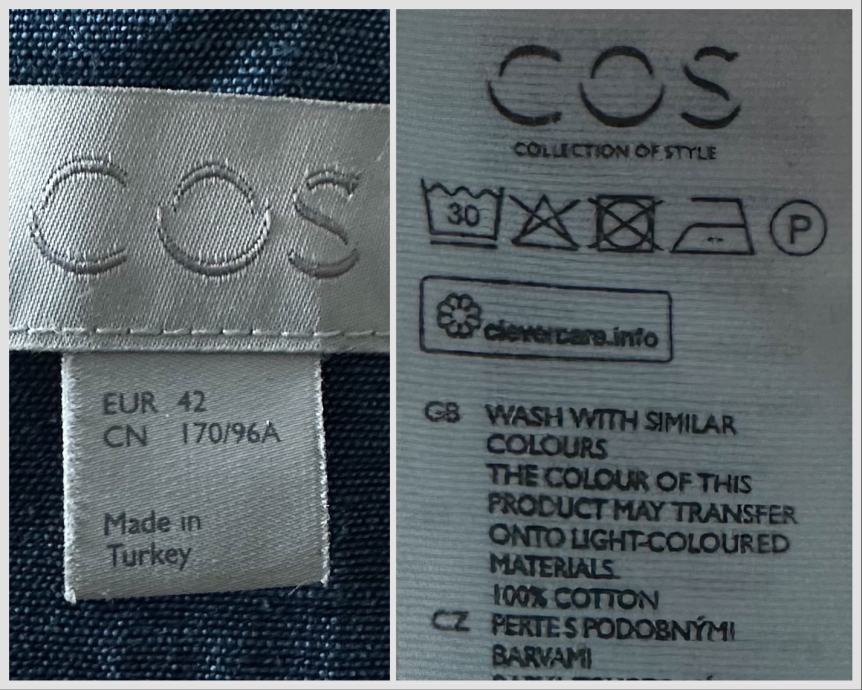 COS
EUR 42
CN 170/96A
Made in
Turkey
COS
COLLECTION OF STYLE
30
P
clevercare.info
GB WASH WITH SIMILAR
COLOURS
THE COLOUR OF THIS
PRODUCT MAY TRANSFER
ONTO LIGHT-COLOURED
MATERIALS
100% COTTON
CZ PERTE S PODOBNÝMI
BARVAMI